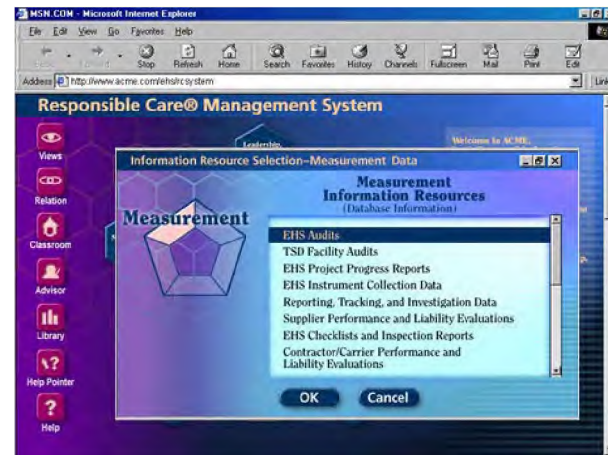 MSN.COM - Microsoft Internet Explorer
File Edit View Go Favorites Help
Stop Refresh Home Search Favorites History Channels Fullscreen Mail Print Edit
Address http://www.acme.com/ehs/rcsystem
Responsible Care® Management System
Leadership,
Welcome to ACME,
Views
Relation
Classroom
Advisor
Library
Help Pointer
Help
Information Resource Selection–Measurement Data
Measurement
Measurement
Information Resources
(Database Information)
EHS Audits
TSD Facility Audits
EHS Project Progress Reports
EHS Instrument Collection Data
Reporting, Tracking, and Investigation Data
Supplier Performance and Liability Evaluations
EHS Checklists and Inspection Reports
Contractor/Carrier Performance and
Liability Evaluations
OK Cancel